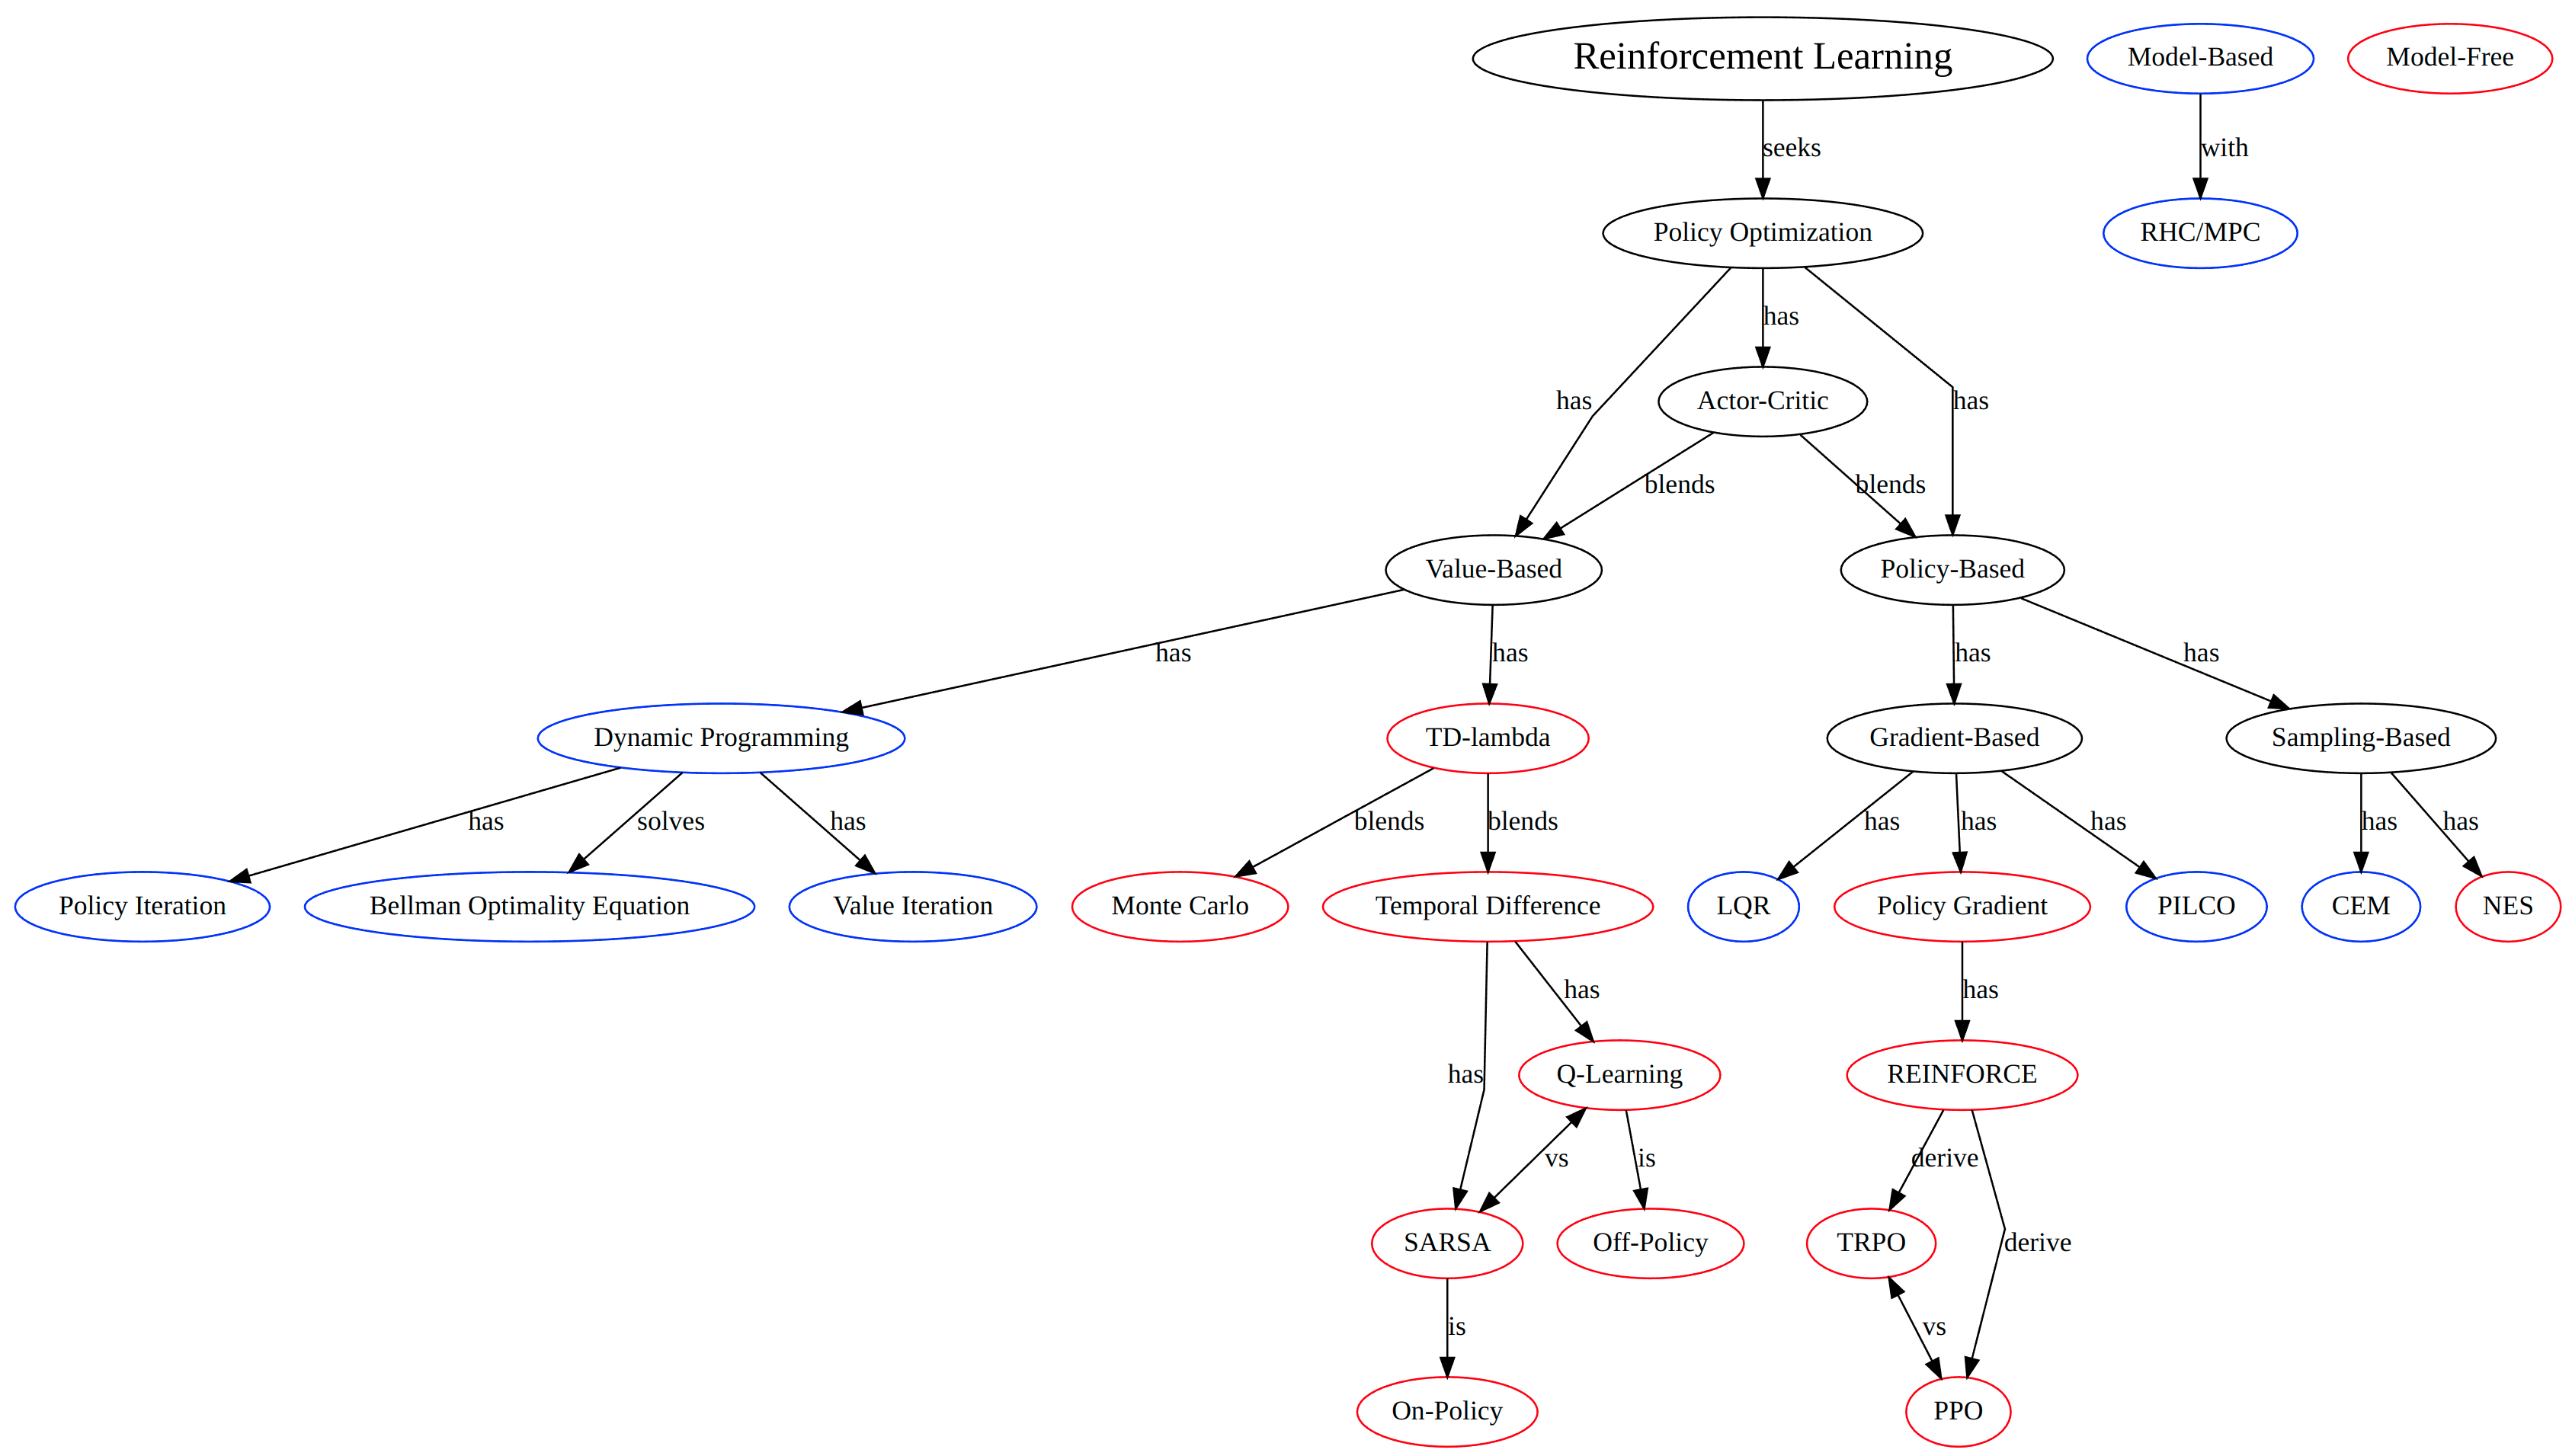 Reinforcement Learning
Model-Based
Model-Free
seeks
with
Policy Optimization
RHC/MPC
has
has
Actor-Critic
has
blends
blends
Value-Based
Policy-Based
has
has
has
has
Dynamic Programming
TD-lambda
Gradient-Based
Sampling-Based
has
solves
has
blends
blends
has
has
has
has
has
Policy Iteration
Bellman Optimality Equation
Value Iteration
Monte Carlo
Temporal Difference
LQR
Policy Gradient
PILCO
CEM
NES
has
has
has
Q-Learning
REINFORCE
vs
is
derive
SARSA
Off-Policy
TRPO
derive
is
vs
On-Policy
PPO